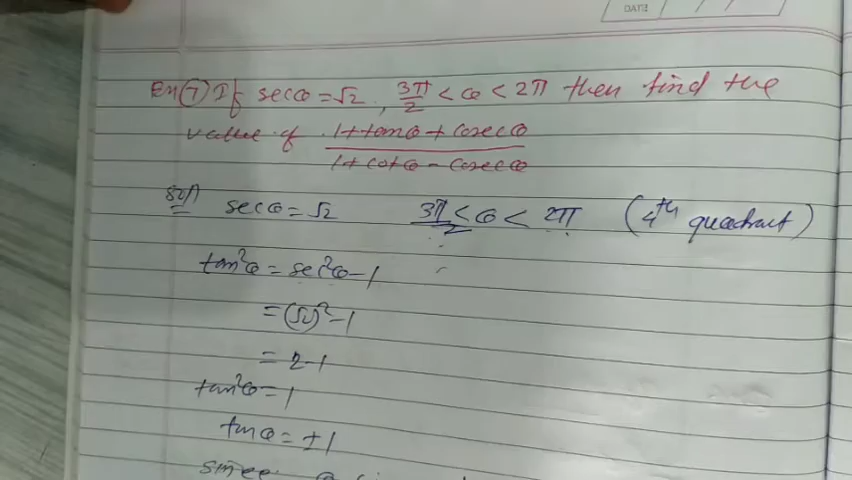 DATE
Ex (7) If secθ = √2, 3π/2 < θ < 2π then find the
value of (1+tanθ+cosecθ)/(1+cotθ-cosecθ)
Soln secθ = √2 3π/2 < θ < 2π (4th quadrant)
tan²θ = sec²θ-1
= (√2)²-1
= 2-1
tan²θ = 1
tanθ = ±1
since